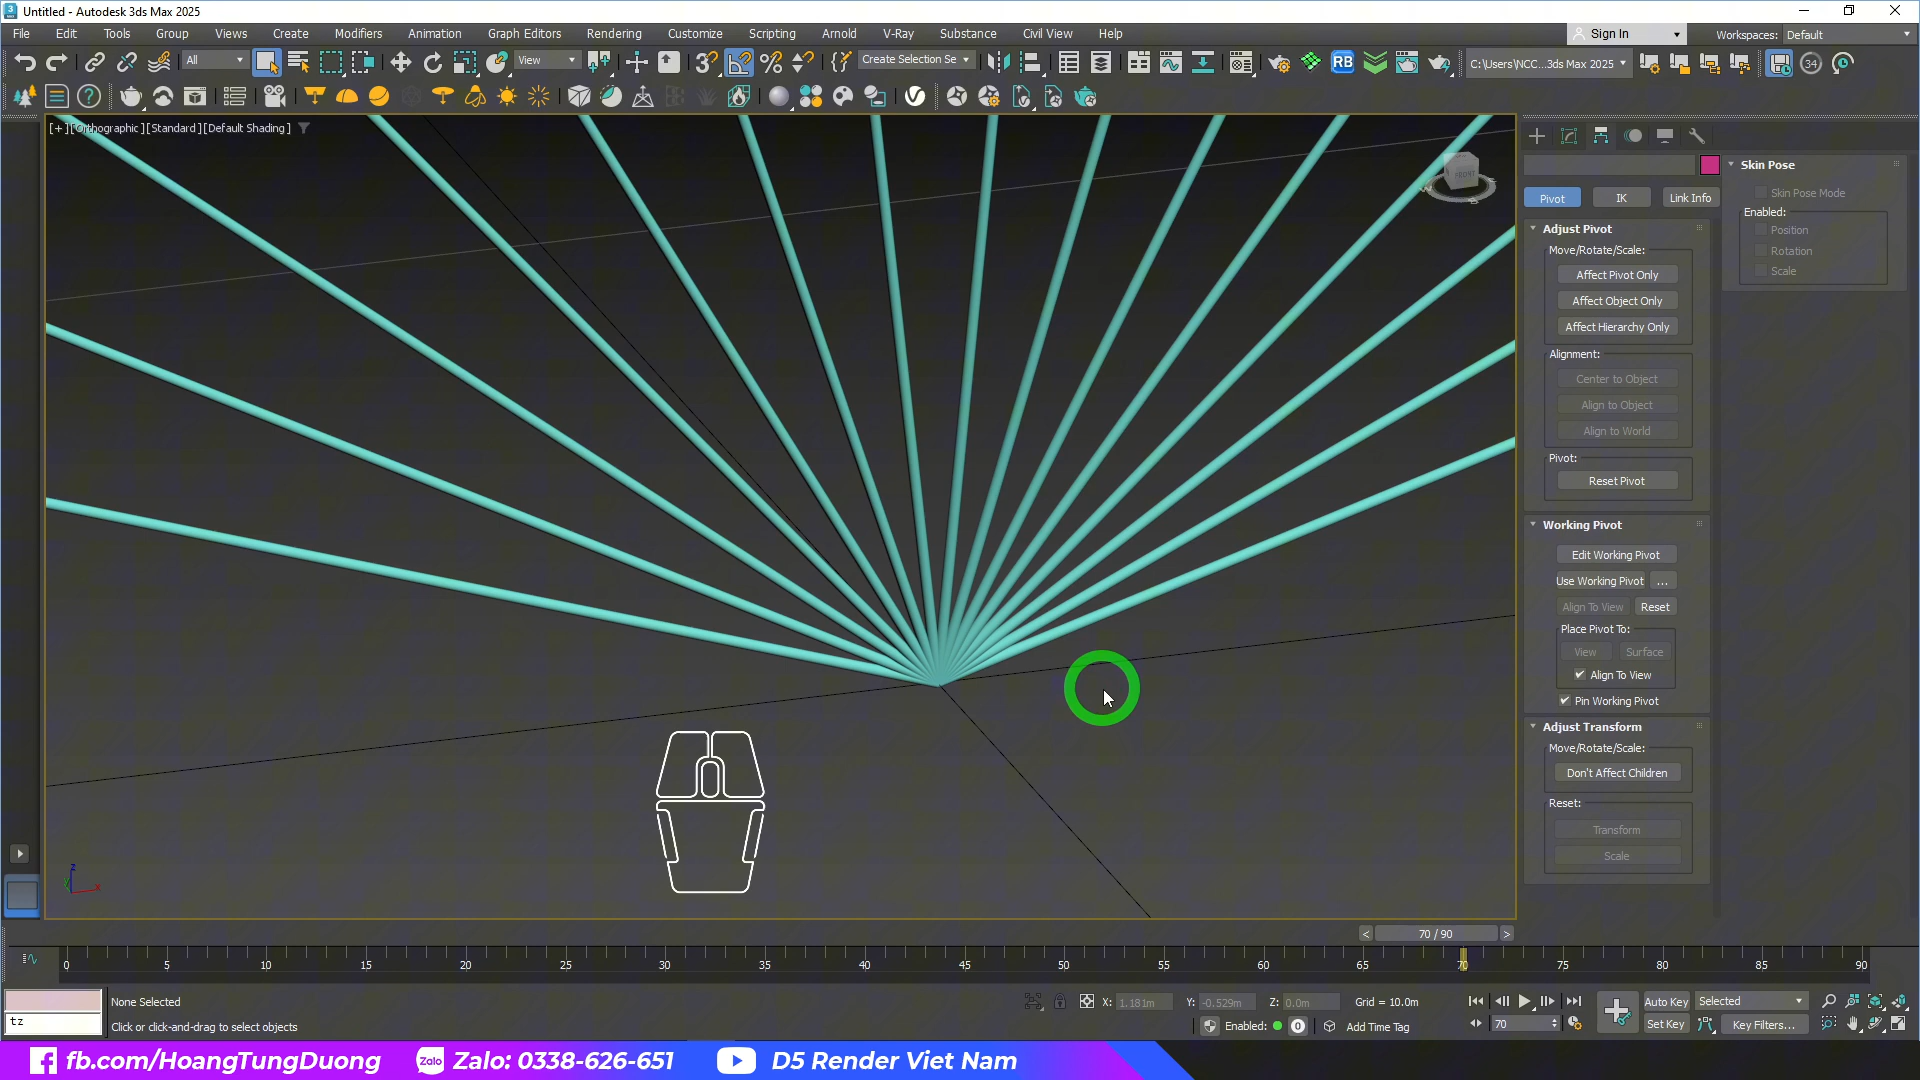 Untitled - Autodesk 3ds Max 2025
File Edit Tools Group Views Create Modifiers Animation Graph Editors Rendering Customize Scripting Arnold V-Ray Substance Civil View Help
Sign In
Workspaces: Default
All
View
Create Selection Se
RB
C:\Users\NCC...3ds Max 2025
34
[+][Orthographic][Standard][Default Shading]
FRONT
Skin Pose
Skin Pose Mode
Enabled:
Position
Rotation
Scale
Pivot IK Link Info
Adjust Pivot
Move/Rotate/Scale:
Affect Pivot Only
Affect Object Only
Affect Hierarchy Only
Alignment:
Center to Object
Align to Object
Align to World
Pivot:
Reset Pivot
Working Pivot
Edit Working Pivot
Use Working Pivot ...
Align To View Reset
Place Pivot To:
View Surface
Align To View
Pin Working Pivot
Adjust Transform
Move/Rotate/Scale:
Don't Affect Children
Reset:
Transform
Scale
z
x
< 70 / 90 >
0 5 10 15 20 25 30 35 40 45 50 55 60 65 70 75 80 85 90
None Selected
X: 1.181m Y: -0.529m Z: 0.0m Grid = 10.0m
Auto Key Selected
tz
Click or click-and-drag to select objects
Enabled: 0 Add Time Tag
70
Set Key Key Filters...
fb.com/HoangTungDuong
Zalo Zalo: 0338-626-651
D5 Render Viet Nam